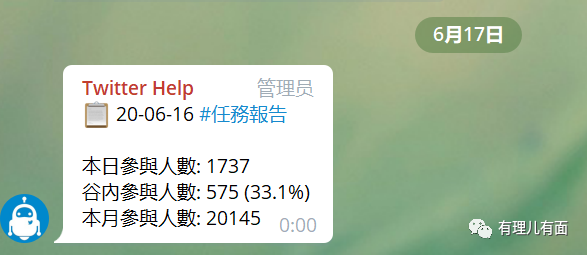 6月17日
Twitter Help 管理员
20-06-16 #任務報告
本日參與人數: 1737
谷內參與人數: 575 (33.1%)
本月參與人數: 20145 0:00
有理儿有面